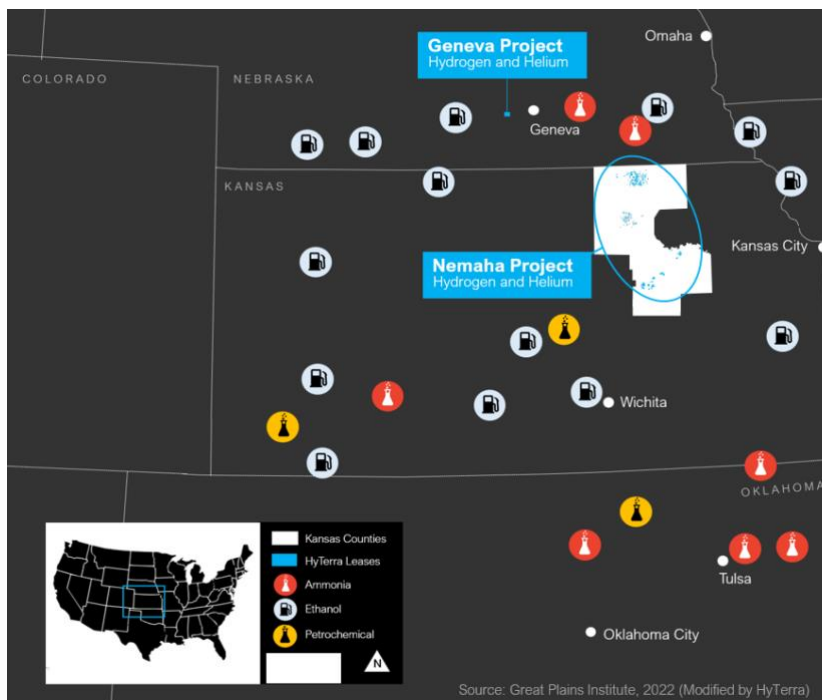 Geneva Project
Hydrogen and Helium
Omaha
COLORADO
NEBRASKA
Geneva
KANSAS
Kansas City
Nemaha Project
Hydrogen and Helium
Wichita
OKLAHOMA
Tulsa
Oklahoma City
Kansas Counties
HyTerra Leases
Ammonia
Ethanol
Petrochemical
N
Source: Great Plains Institute, 2022 (Modified by HyTerra)